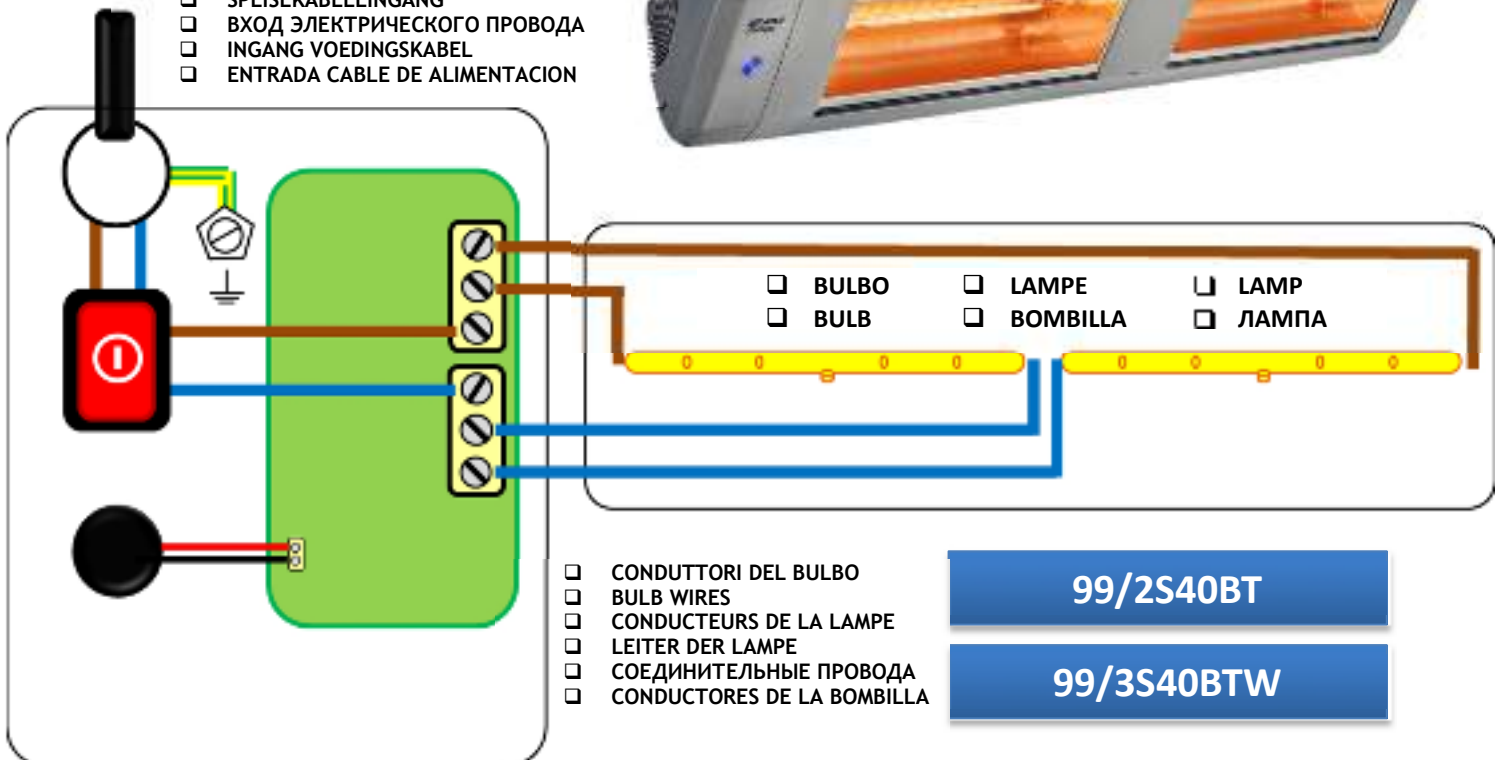 SPEISEKABELEINGANG
ВХОД ЭЛЕКТРИЧЕСКОГО ПРОВОДА
INGANG VOEDINGSKABEL
ENTRADA CABLE DE ALIMENTACION
BULBO
LAMPE
LAMP
BULB
BOMBILLA
ЛАМПА
CONDUTTORI DEL BULBO
BULB WIRES
CONDUCTEURS DE LA LAMPE
LEITER DER LAMPE
СОЕДИНИТЕЛЬНЫЕ ПРОВОДА
CONDUCTORES DE LA BOMBILLA
99/2S40BT
99/3S40BTW